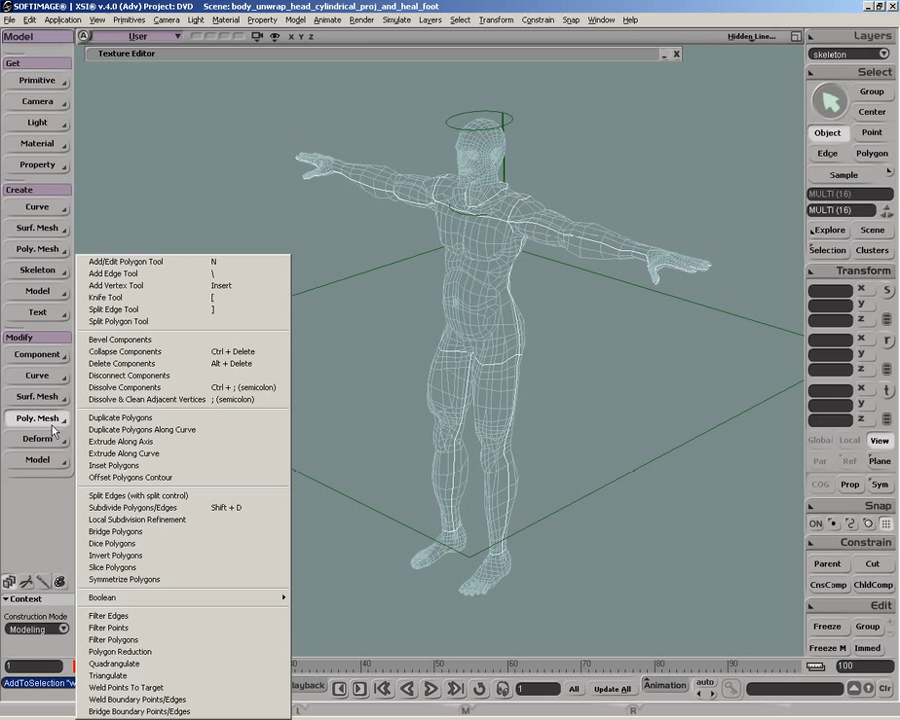 SOFTIMAGE® | XSI® v.4.0 (Adv) Project: DVD    Scene: body_unwrap_head_cylindrical_proj_and_heal_foot
File Edit Application View Primitives Camera Light Material Property Animation Render Simulate Layers Model Select Texture Constrain Snap Window Help
Model
A User X Y Z Hidden Line...
Layers
Texture Editor
skeleton
Get
Select
Primitive
Group
Camera
Center
Light
Object Point
Material
Edge Polygon
Property
Sample
Create
MULTI (16)
Curve
MULTI (16)
Surf. Mesh
Explore Scene
Poly. Mesh
Selection Clusters
Skeleton
Transform
Model
x s
y
Text
z
Modify
x r
Component
y
Curve
z
Surf. Mesh
x t
Poly. Mesh
y
Deform
z
Model
Global Local View
Par Ref Plane
COG Prop Sym
Snap
ON
Constrain
Parent Cut
CnsComp ChldComp
Edit
Freeze Group
Freeze M Immed
Add/Edit Polygon Tool N
Add Edge Tool \
Add Vertex Tool Insert
Knife Tool [
Split Edge Tool ]
Split Polygon Tool
Bevel Components
Collapse Components Ctrl + Delete
Delete Components Alt + Delete
Disconnect Components
Dissolve Components Ctrl + ; (semicolon)
Dissolve & Clean Adjacent Vertices ; (semicolon)
Duplicate Polygons
Duplicate Polygons Along Curve
Extrude Along Axis
Extrude Along Curve
Inset Polygons
Offset Polygons Contour
Split Edges (with split control)
Subdivide Polygons/Edges Shift + D
Local Subdivision Refinement
Bridge Polygons
Dice Polygons
Invert Polygons
Slice Polygons
Symmetrize Polygons
Boolean
Filter Edges
Filter Points
Filter Polygons
Polygon Reduction
Quadrangulate
Triangulate
Weld Points To Target
Weld Boundary Points/Edges
Bridge Boundary Points/Edges
Context
Construction Mode
Modeling
1 30 40 50 60 70 80 90 100
AddToSelection "w
Playback 1 All Update All Animation auto Clr
L M R